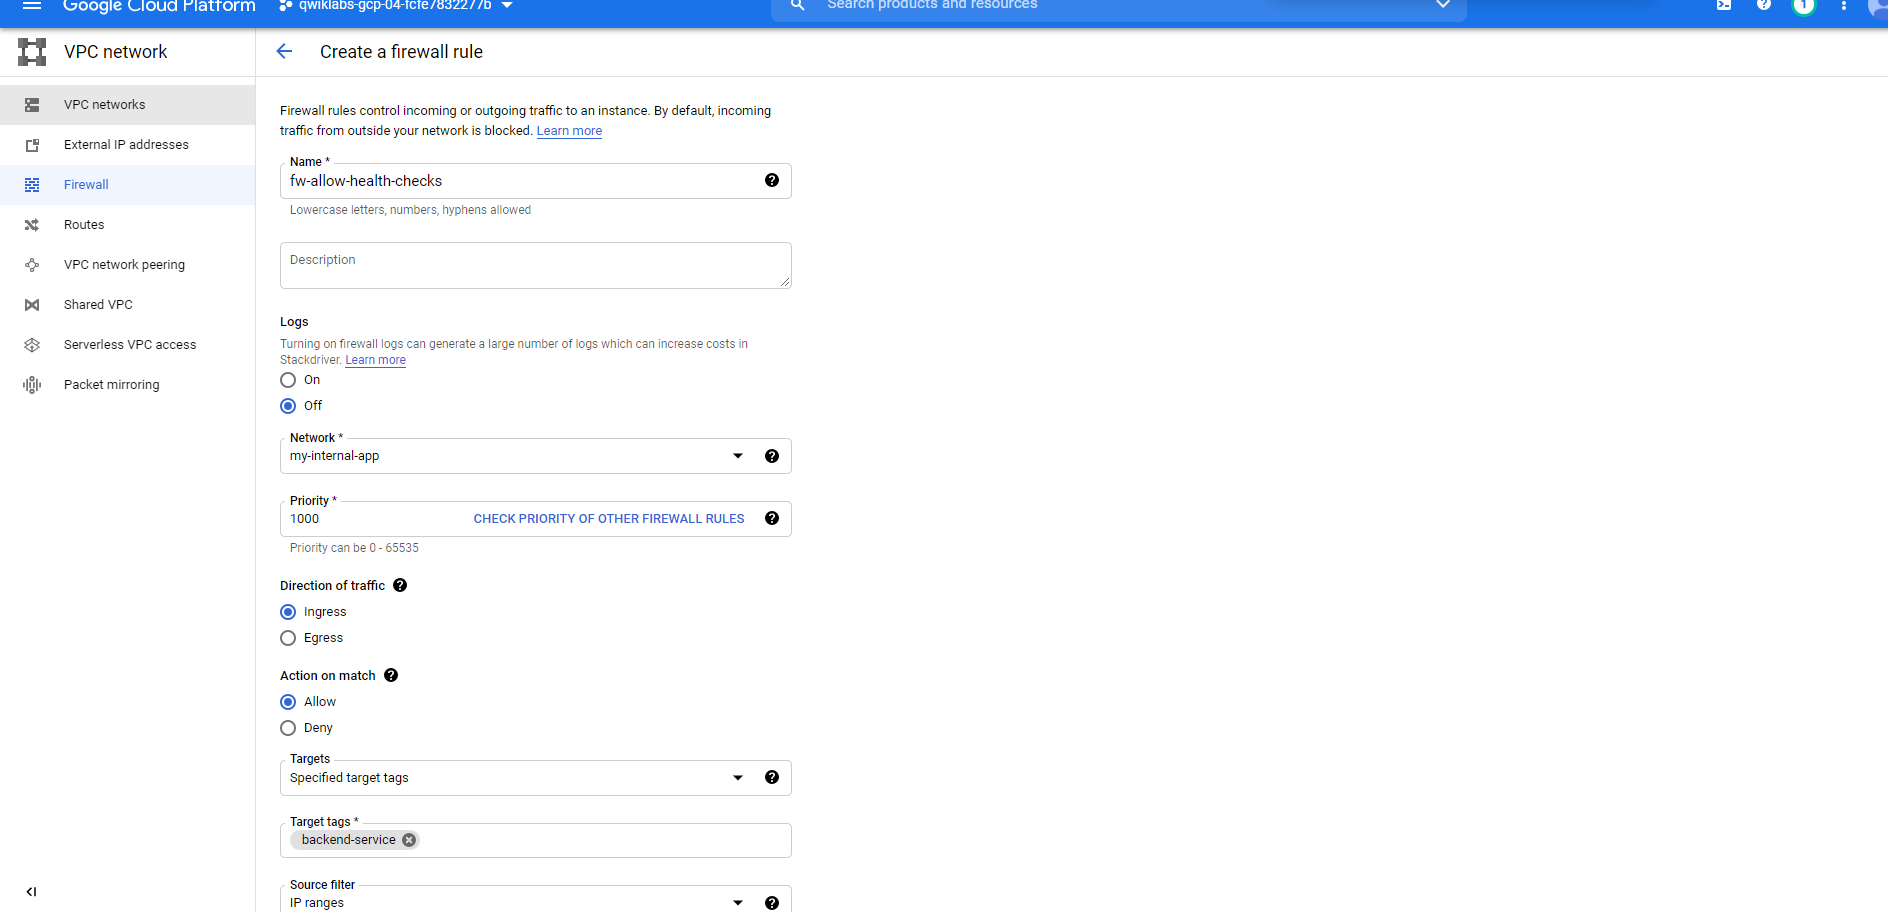 Google Cloud Platform
qwiklabs-gcp-04-fcfe7832277b
Search products and resources
1
VPC network
Create a firewall rule
VPC networks
External IP addresses
Firewall
Routes
VPC network peering
Shared VPC
Serverless VPC access
Packet mirroring
Firewall rules control incoming or outgoing traffic to an instance. By default, incoming
traffic from outside your network is blocked. Learn more
Name *
fw-allow-health-checks
Lowercase letters, numbers, hyphens allowed
Description
Logs
Turning on firewall logs can generate a large number of logs which can increase costs in
Stackdriver. Learn more
On
Off
Network *
my-internal-app
Priority *
1000
CHECK PRIORITY OF OTHER FIREWALL RULES
Priority can be 0 - 65535
Direction of traffic
Ingress
Egress
Action on match
Allow
Deny
Targets
Specified target tags
Target tags *
backend-service
Source filter
IP ranges